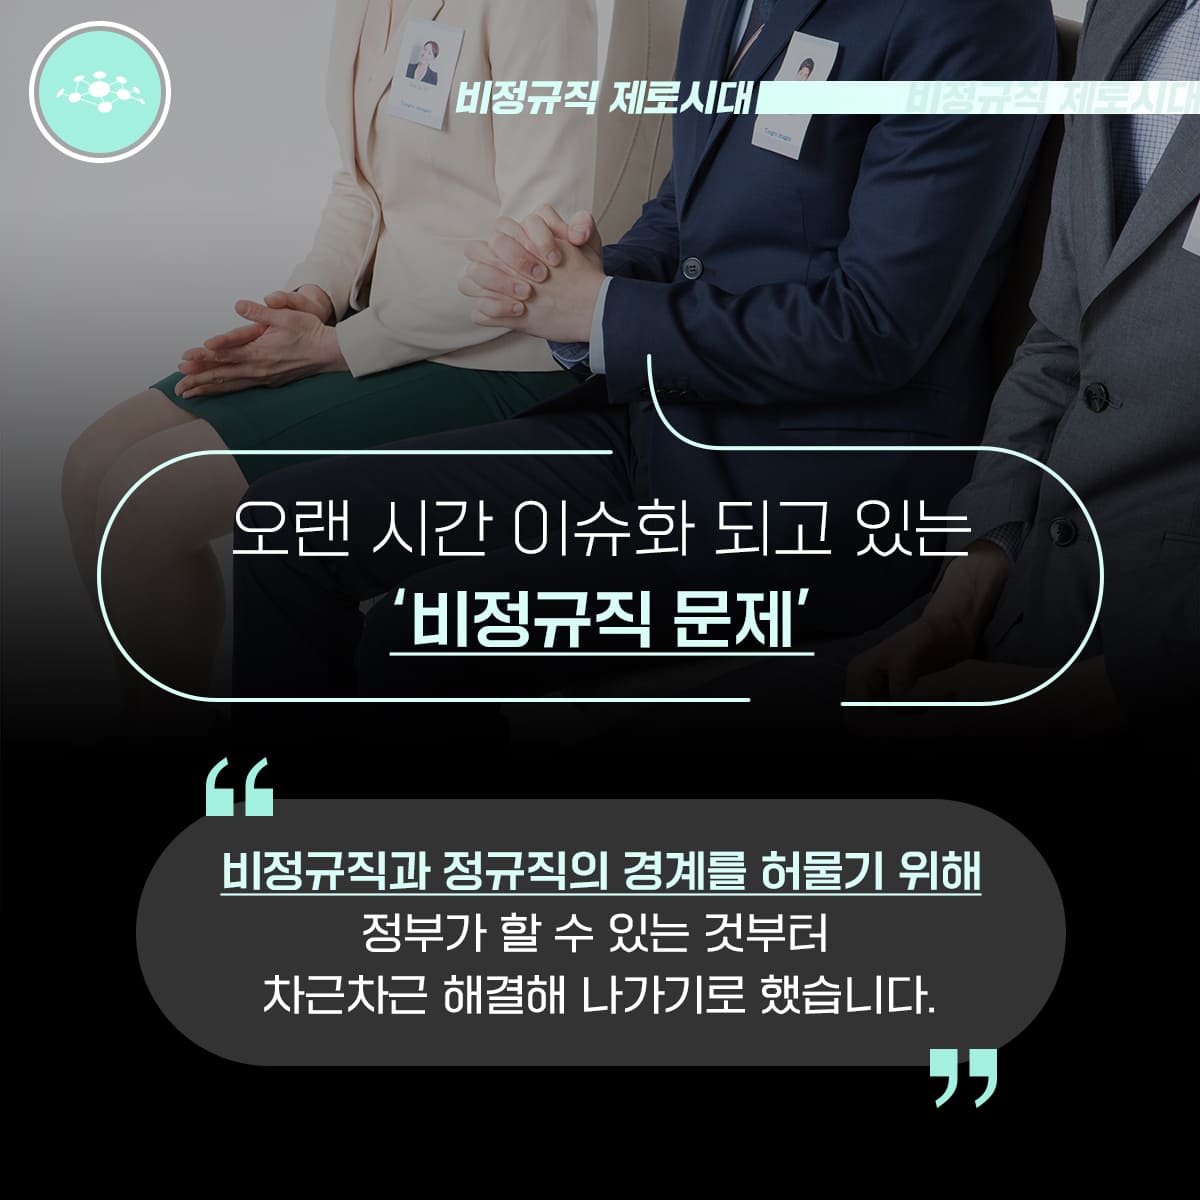 비정규직 제로시대
비정규직 제로시대
오랜 시간 이슈화 되고 있는
‘비정규직 문제’
“
비정규직과 정규직의 경계를 허물기 위해
정부가 할 수 있는 것부터
차근차근 해결해 나가기로 했습니다.
”